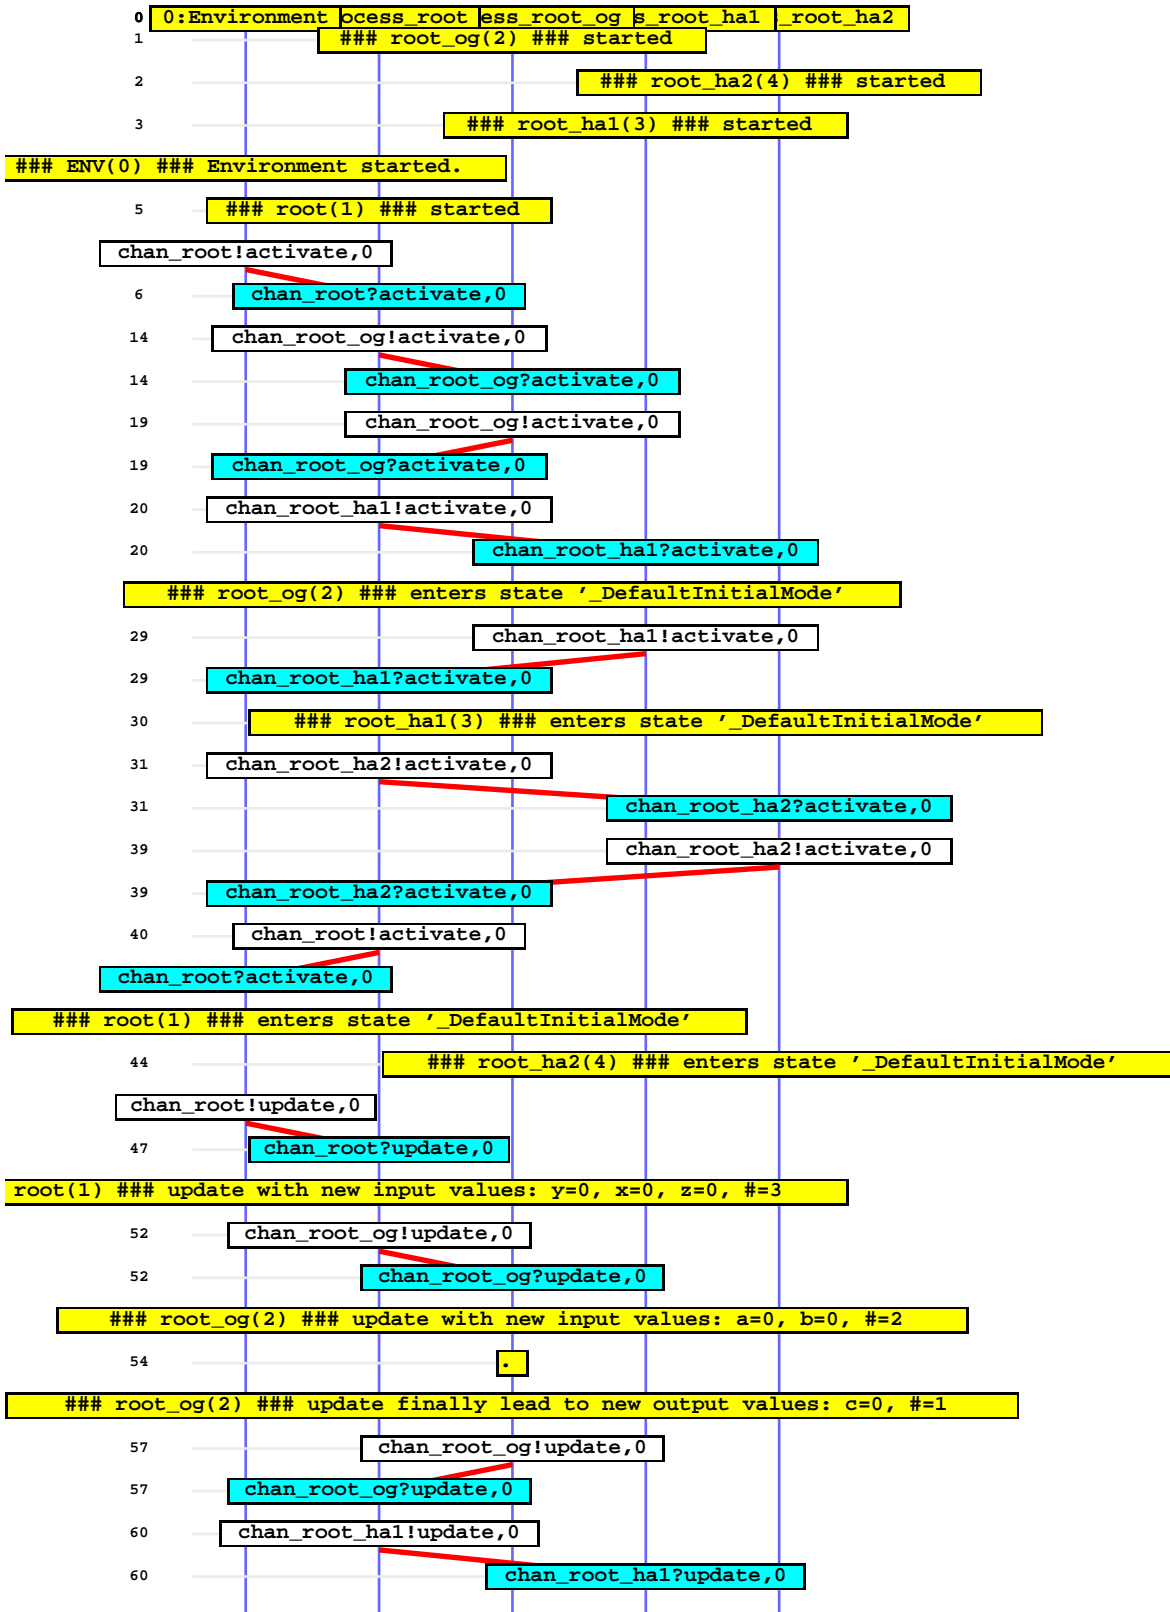 0 0:Environment ocess_root ess_root_og s_root_ha1 _root_ha2
1 ### root_og(2) ### started
2 ### root_ha2(4) ### started
3 ### root_ha1(3) ### started
### ENV(0) ### Environment started.
5 ### root(1) ### started
chan_root!activate,0
6 chan_root?activate,0
14 chan_root_og!activate,0
14 chan_root_og?activate,0
19 chan_root_og!activate,0
19 chan_root_og?activate,0
20 chan_root_ha1!activate,0
20 chan_root_ha1?activate,0
### root_og(2) ### enters state ’_DefaultInitialMode’
29 chan_root_ha1!activate,0
29 chan_root_ha1?activate,0
30 ### root_ha1(3) ### enters state ’_DefaultInitialMode’
31 chan_root_ha2!activate,0
31 chan_root_ha2?activate,0
39 chan_root_ha2!activate,0
39 chan_root_ha2?activate,0
40 chan_root!activate,0
chan_root?activate,0
### root(1) ### enters state ’_DefaultInitialMode’
44 ### root_ha2(4) ### enters state ’_DefaultInitialMode’
chan_root!update,0
47 chan_root?update,0
root(1) ### update with new input values: y=0, x=0, z=0, #=3
52 chan_root_og!update,0
52 chan_root_og?update,0
### root_og(2) ### update with new input values: a=0, b=0, #=2
54 .
### root_og(2) ### update finally lead to new output values: c=0, #=1
57 chan_root_og!update,0
57 chan_root_og?update,0
60 chan_root_ha1!update,0
60 chan_root_ha1?update,0